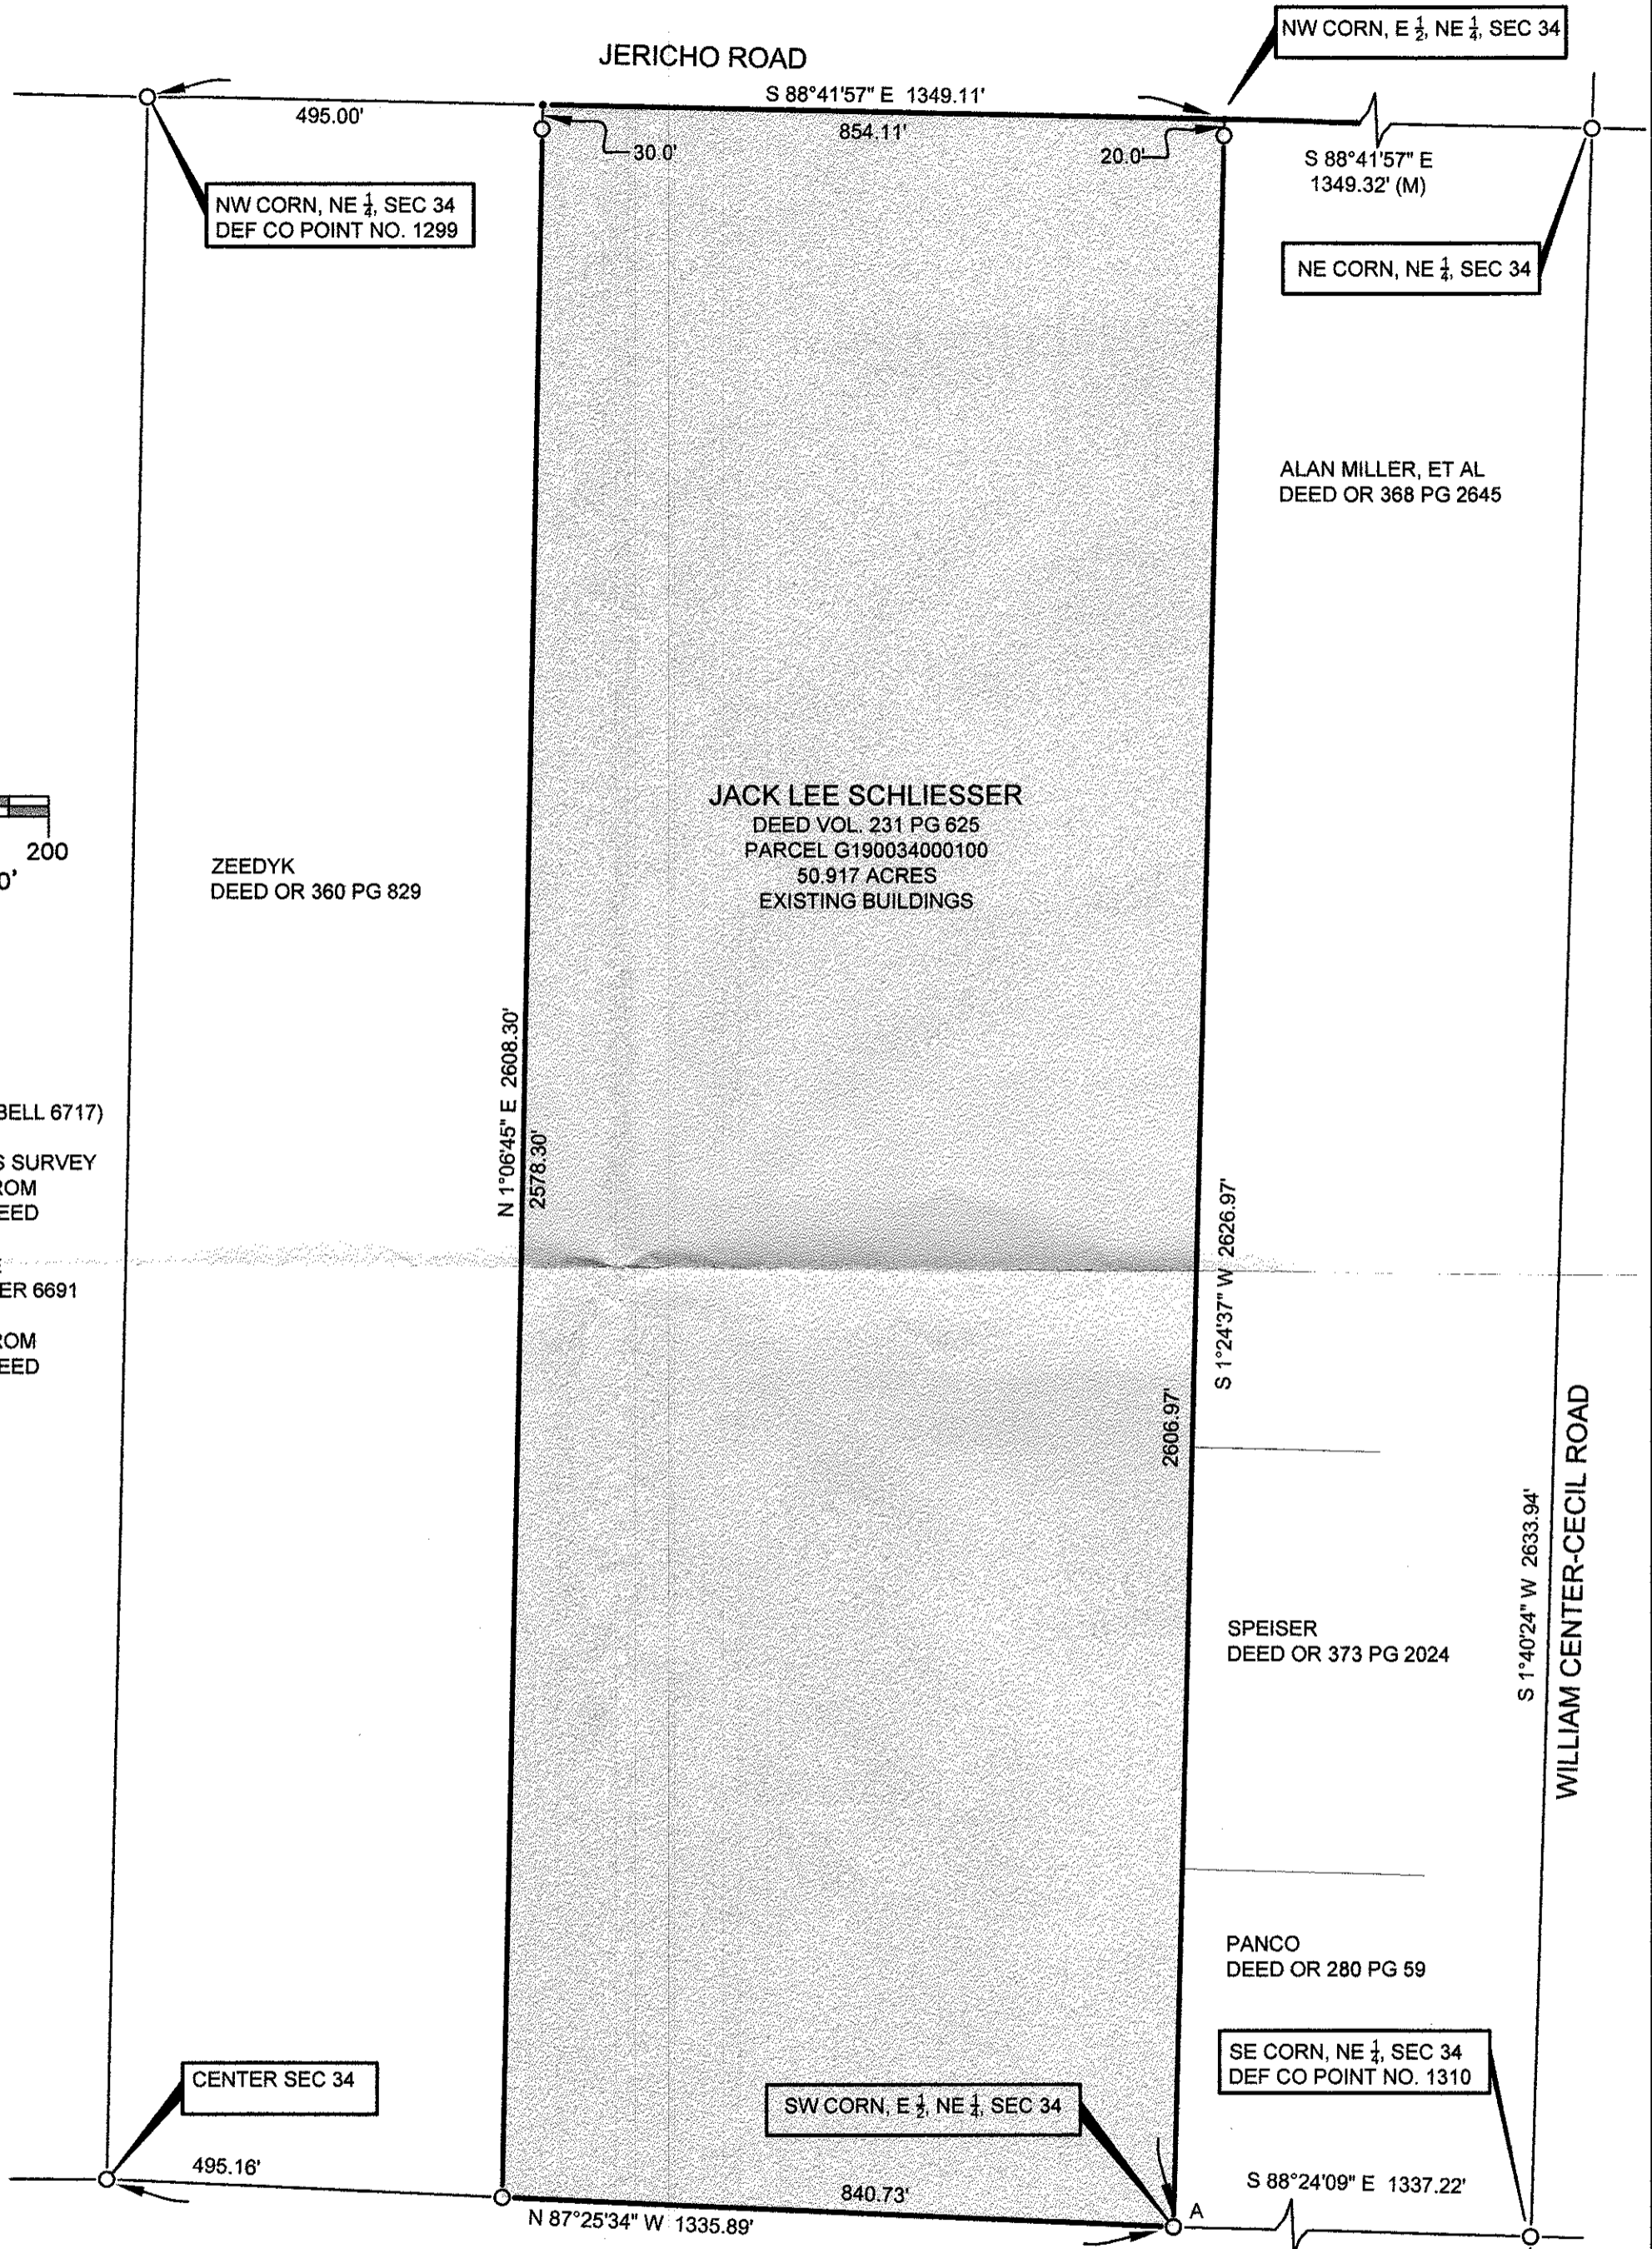 JERICHO ROAD
NW CORN, E 1/2, NE 1/4, SEC 34
S 88°41'57" E 1349.11'
495.00'
854.11'
30.0'
20.0'
S 88°41'57" E
1349.32' (M)
NW CORN, NE 1/4, SEC 34
DEF CO POINT NO. 1299
NE CORN, NE 1/4, SEC 34
ALAN MILLER, ET AL
DEED OR 368 PG 2645
JACK LEE SCHLIESSER
DEED VOL. 231 PG 625
PARCEL G190034000100
50.917 ACRES
EXISTING BUILDINGS
200
0'
ZEEDYK
DEED OR 360 PG 829
N 1°06'45" E 2608.30'
2578.30'
BELL 6717)
S SURVEY
ROM
EED
ER 6691
ROM
EED
S 1°24'37" W 2626.97'
2606.97'
S 1°40'24" W 2633.94'
WILLIAM CENTER-CECIL ROAD
SPEISER
DEED OR 373 PG 2024
PANCO
DEED OR 280 PG 59
SE CORN, NE 1/4, SEC 34
DEF CO POINT NO. 1310
CENTER SEC 34
SW CORN, E 1/2, NE 1/4, SEC 34
495.16'
840.73'
A
S 88°24'09" E 1337.22'
N 87°25'34" W 1335.89'